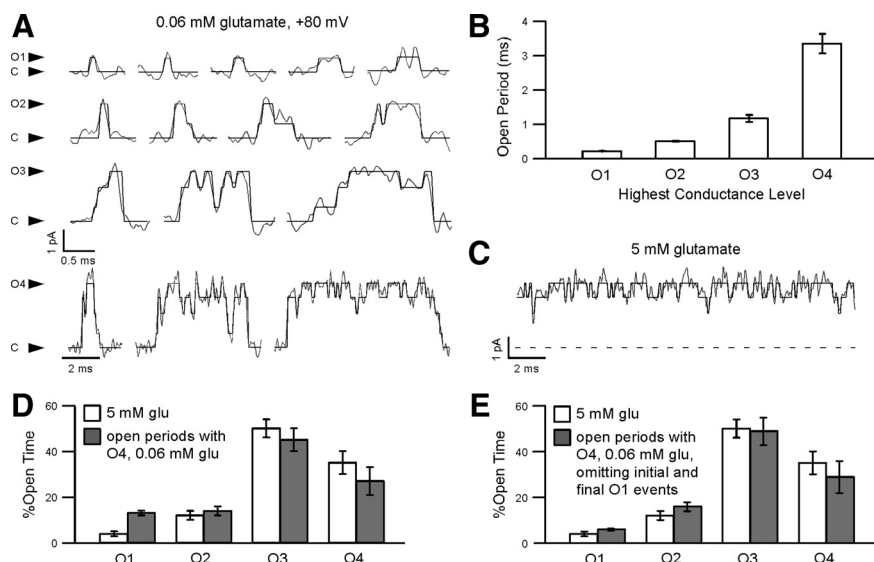 A
0.06 mM glutamate, +80 mV
O1
C
O2
C
O3
C
1 pA
0.5 ms
O4
C
2 ms
B
Open Period (ms)
4
3
2
1
0
O1 O2 O3 O4
Highest Conductance Level
C
5 mM glutamate
1 pA
2 ms
D
%Open Time
60
40
20
0
5 mM glu
open periods with
O4, 0.06 mM glu
O1 O2 O3 O4
E
%Open Time
60
40
20
0
5 mM glu
open periods with
O4, 0.06 mM glu,
omitting initial and
final O1 events
O1 O2 O3 O4